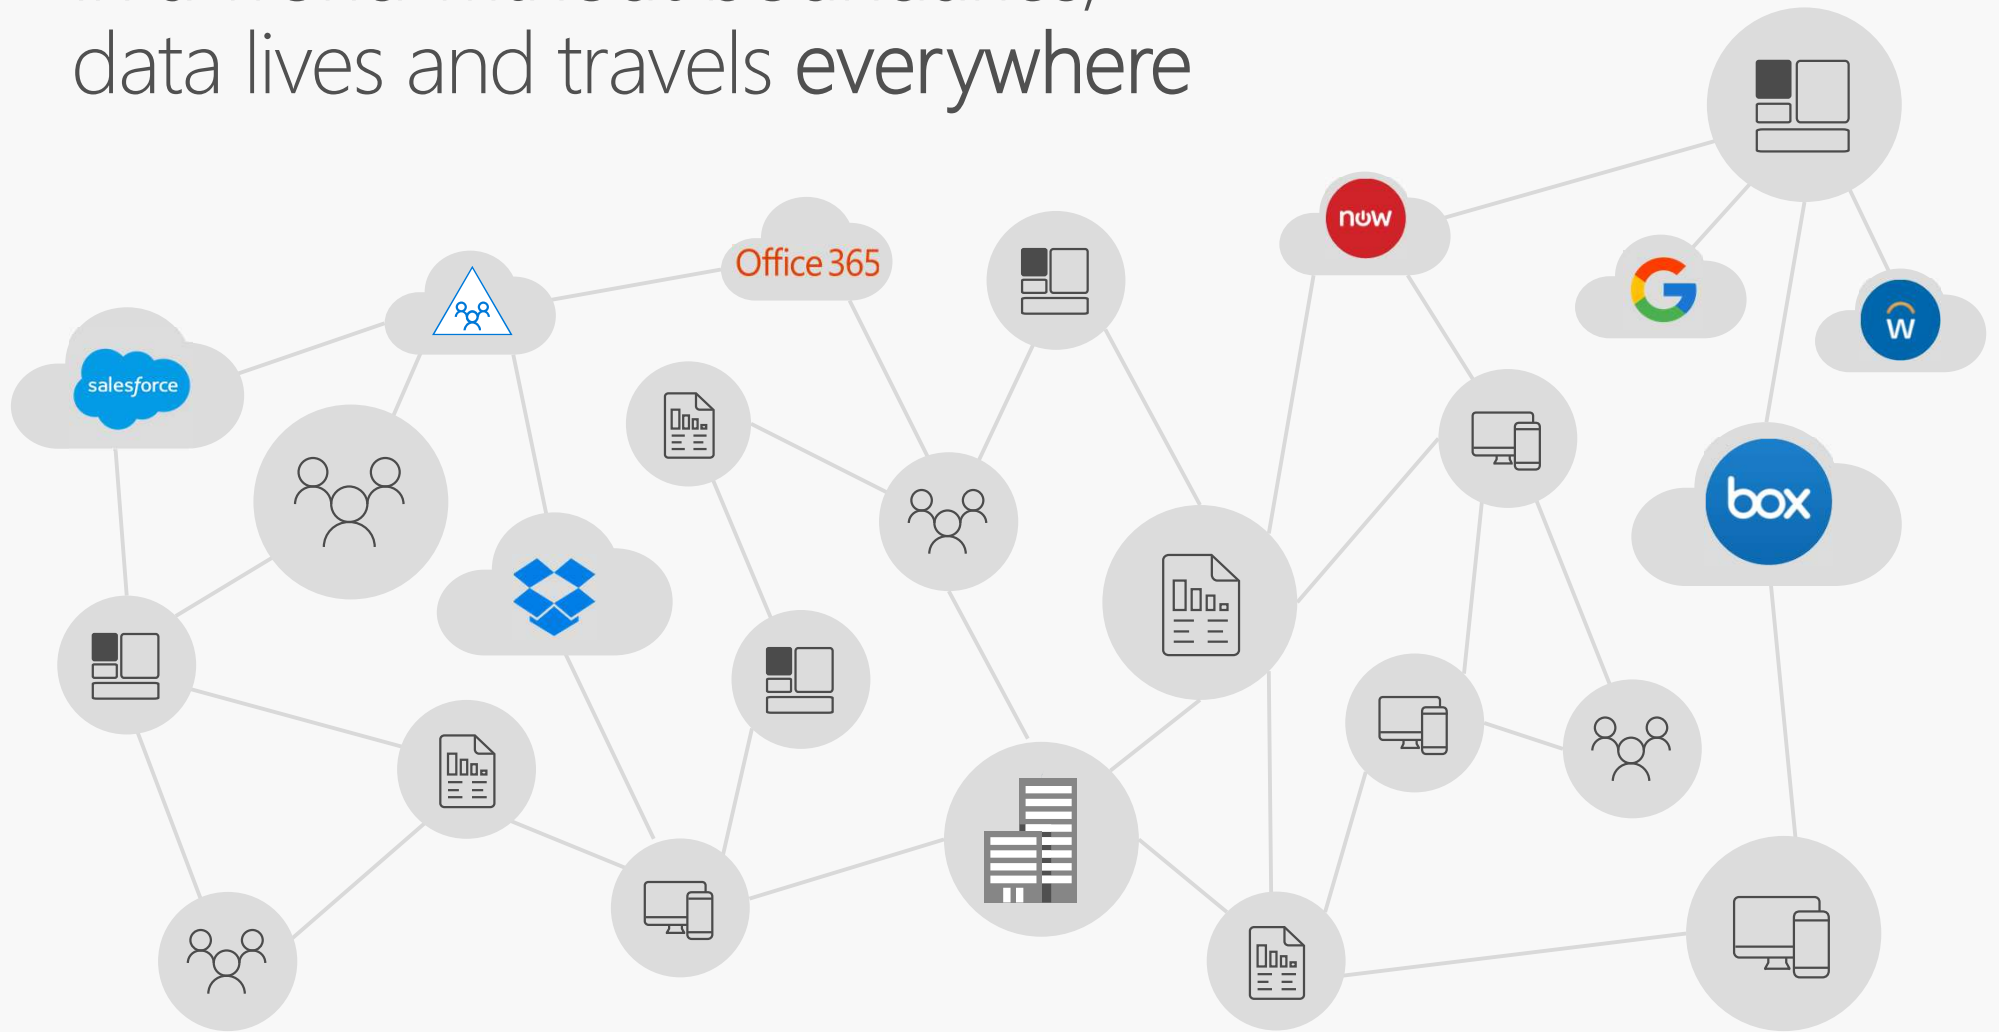 data lives and travels everywhere
now
Office 365
salesforce
W
box